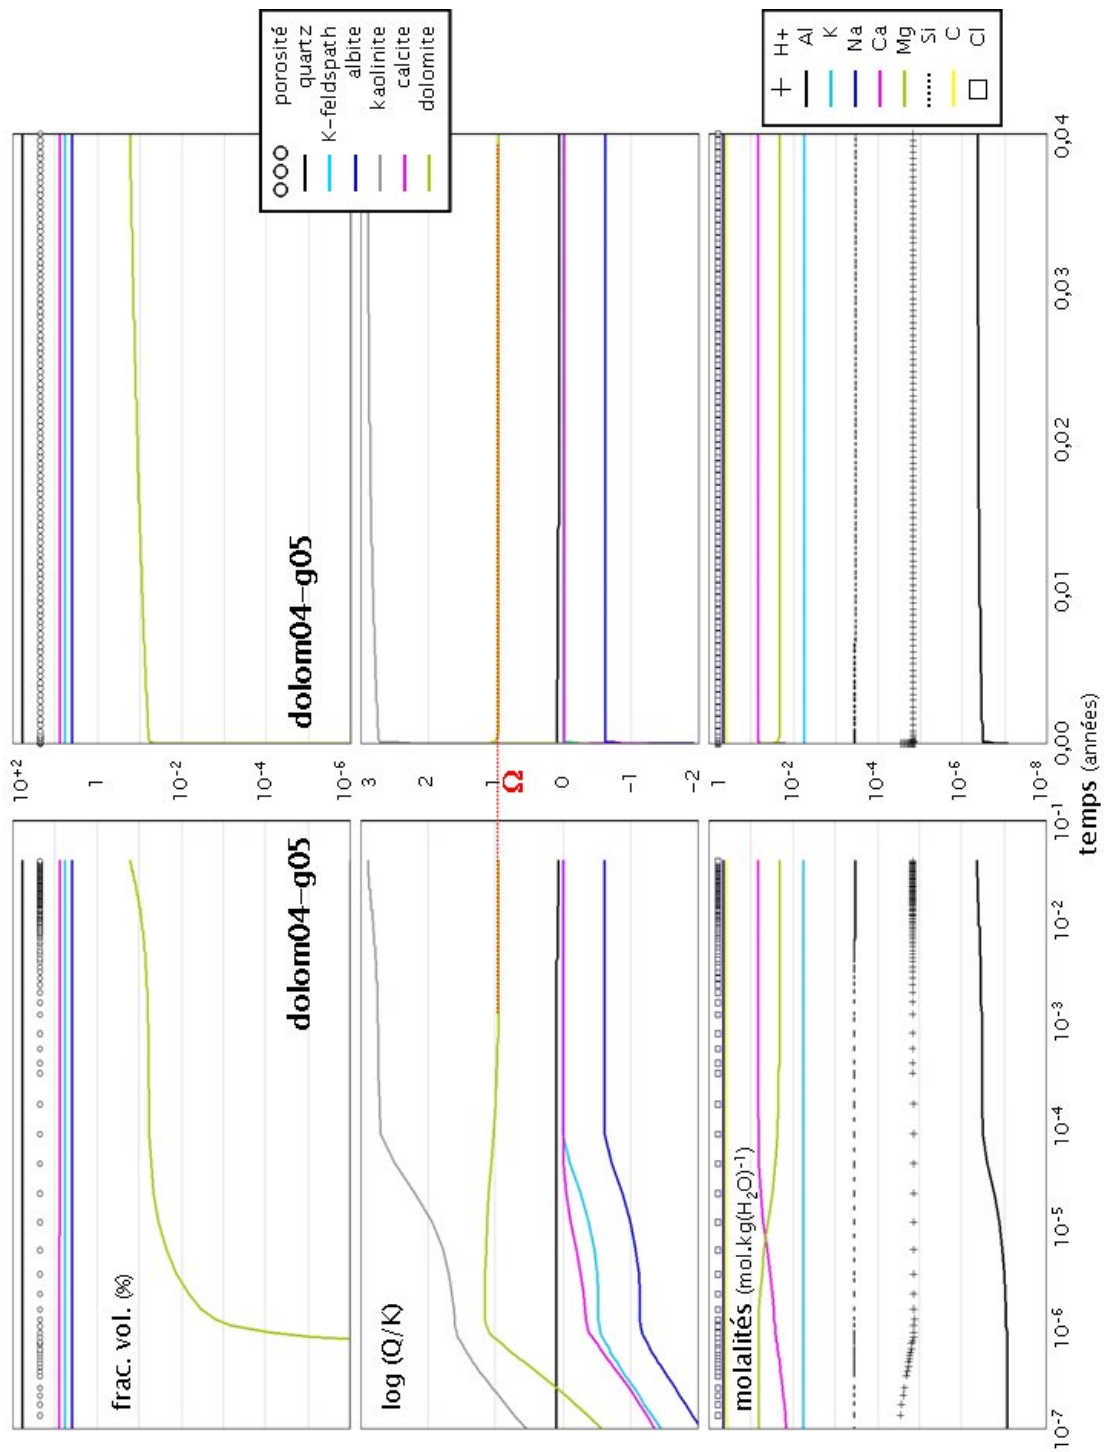 10+2
1
10-2
10-4
10-6
frac. vol. (%)
dolom04-g05
dolom04-g05
porosité
quartz
K-feldspath
albite
kaolinite
calcite
dolomite
3
2
1
0
-1
-2
log (Q/K)
Ω
1
10-2
10-4
10-6
10-8
molalités (mol.kg(H2O)-1)
H+
Al
K
Na
Ca
Mg
Si
C
Cl
10-7
10-6
10-5
10-4
10-3
10-2
10-1
0,00
0,01
0,02
0,03
0,04
temps (années)